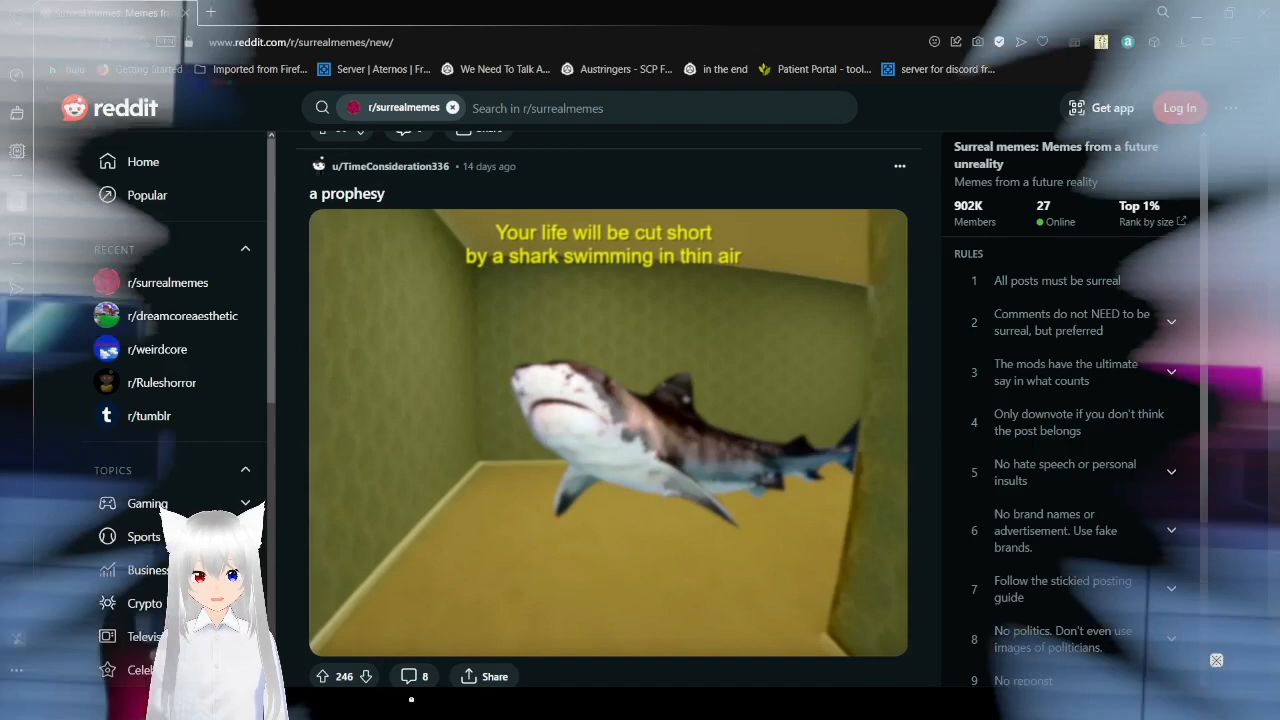 www.reddit.com/r/surrealmemes/new/
hulu
Getting Started
Imported from Firef...
Server | Aternos | Fr...
We Need To Talk A...
Austringers - SCP F...
in the end
Patient Portal - tool...
server for discord fr...
reddit
r/surrealmemes
Search in r/surrealmemes
Get app
Log In
Home
Popular
RECENT
r/surrealmemes
r/dreamcoreaesthetic
r/weirdcore
r/Ruleshorror
r/tumblr
TOPICS
Gaming
Sports
Business
Crypto
Televis
Celeb
Share
u/TimeConsideration336 • 14 days ago
a prophesy
Your life will be cut short
by a shark swimming in thin air
246
8
Share
Surreal memes: Memes from a future
unreality
Memes from a future reality
902K
27
Top 1%
Members
Online
Rank by size
RULES
1 All posts must be surreal
2 Comments do not NEED to be
surreal, but preferred
3 The mods have the ultimate
say in what counts
4 Only downvote if you don't think
the post belongs
5 No hate speech or personal
insults
6 No brand names or
advertisement. Use fake
brands.
7 Follow the stickied posting
guide
8 No politics. Don't even use
images of politicians.
9 No reposts